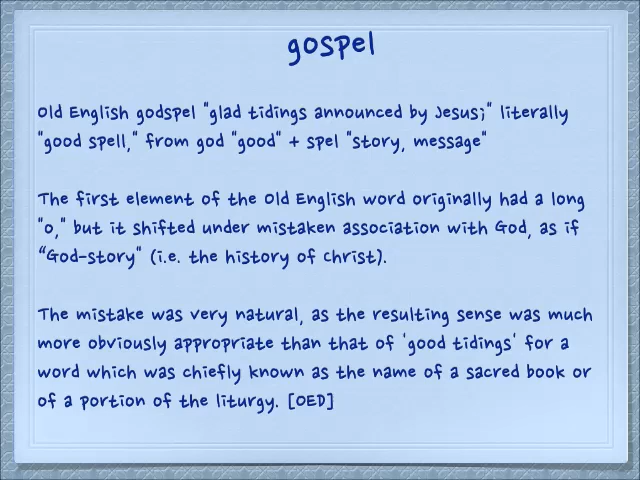 gospel
Old English godspel "glad tidings announced by Jesus;" literally
"good spell," from god "good" + spel "story, message"
The first element of the Old English word originally had a long
"o," but it shifted under mistaken association with God, as if
“God-story" (i.e. the history of Christ).
The mistake was very natural, as the resulting sense was much
more obviously appropriate than that of 'good tidings' for a
word which was chiefly known as the name of a sacred book or
of a portion of the liturgy. [OED]